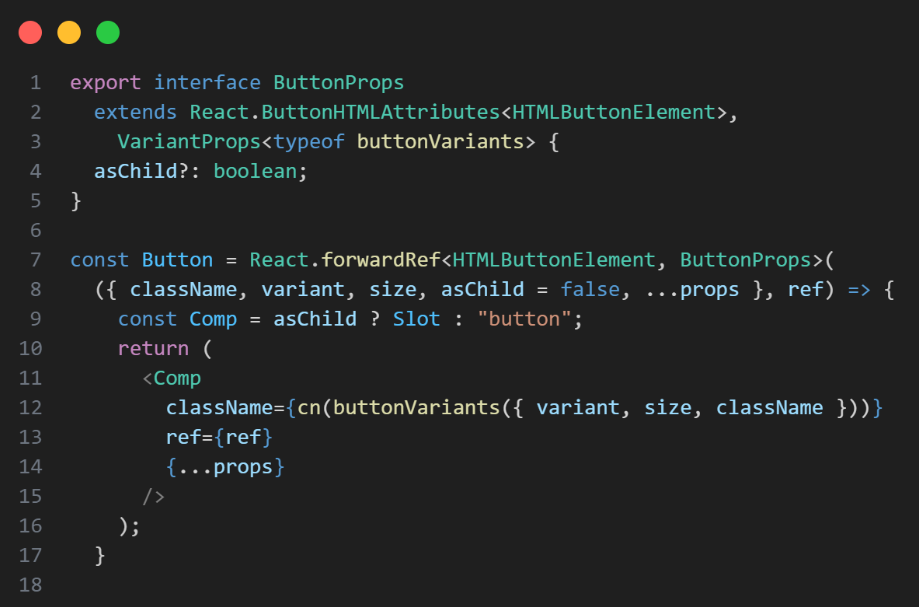 1 export interface ButtonProps
2   extends React.ButtonHTMLAttributes<HTMLButtonElement>,
3     VariantProps<typeof buttonVariants> {
4   asChild?: boolean;
5 }
6
7 const Button = React.forwardRef<HTMLButtonElement, ButtonProps>(
8   ({ className, variant, size, asChild = false, ...props }, ref) => {
9     const Comp = asChild ? Slot : "button";
10     return (
11       <Comp
12         className={cn(buttonVariants({ variant, size, className }))}
13         ref={ref}
14         {...props}
15       />
16     );
17   }
18